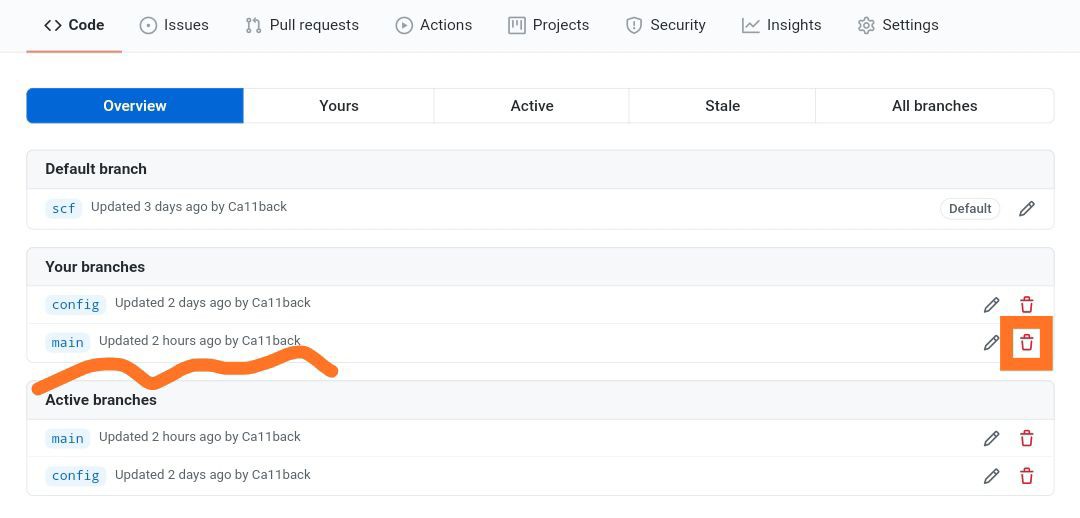 Code Issues Pull requests Actions Projects Security Insights Settings
Overview Yours Active Stale All branches
Default branch
scf Updated 3 days ago by Ca11back Default
Your branches
config Updated 2 days ago by Ca11back
main Updated 2 hours ago by Ca11back
Active branches
main Updated 2 hours ago by Ca11back
config Updated 2 days ago by Ca11back